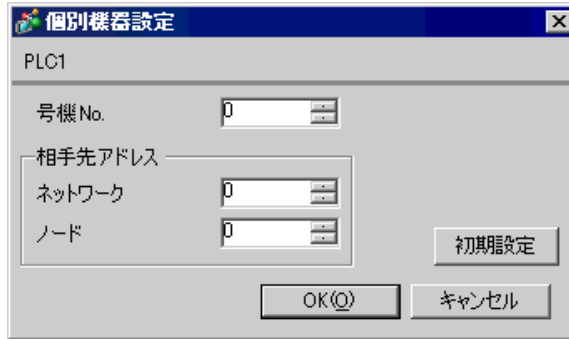 個別機器設定
PLC1
号機No.
0
相手先アドレス
ネットワーク
0
ノード
0
初期設定
OK(O)
キャンセル